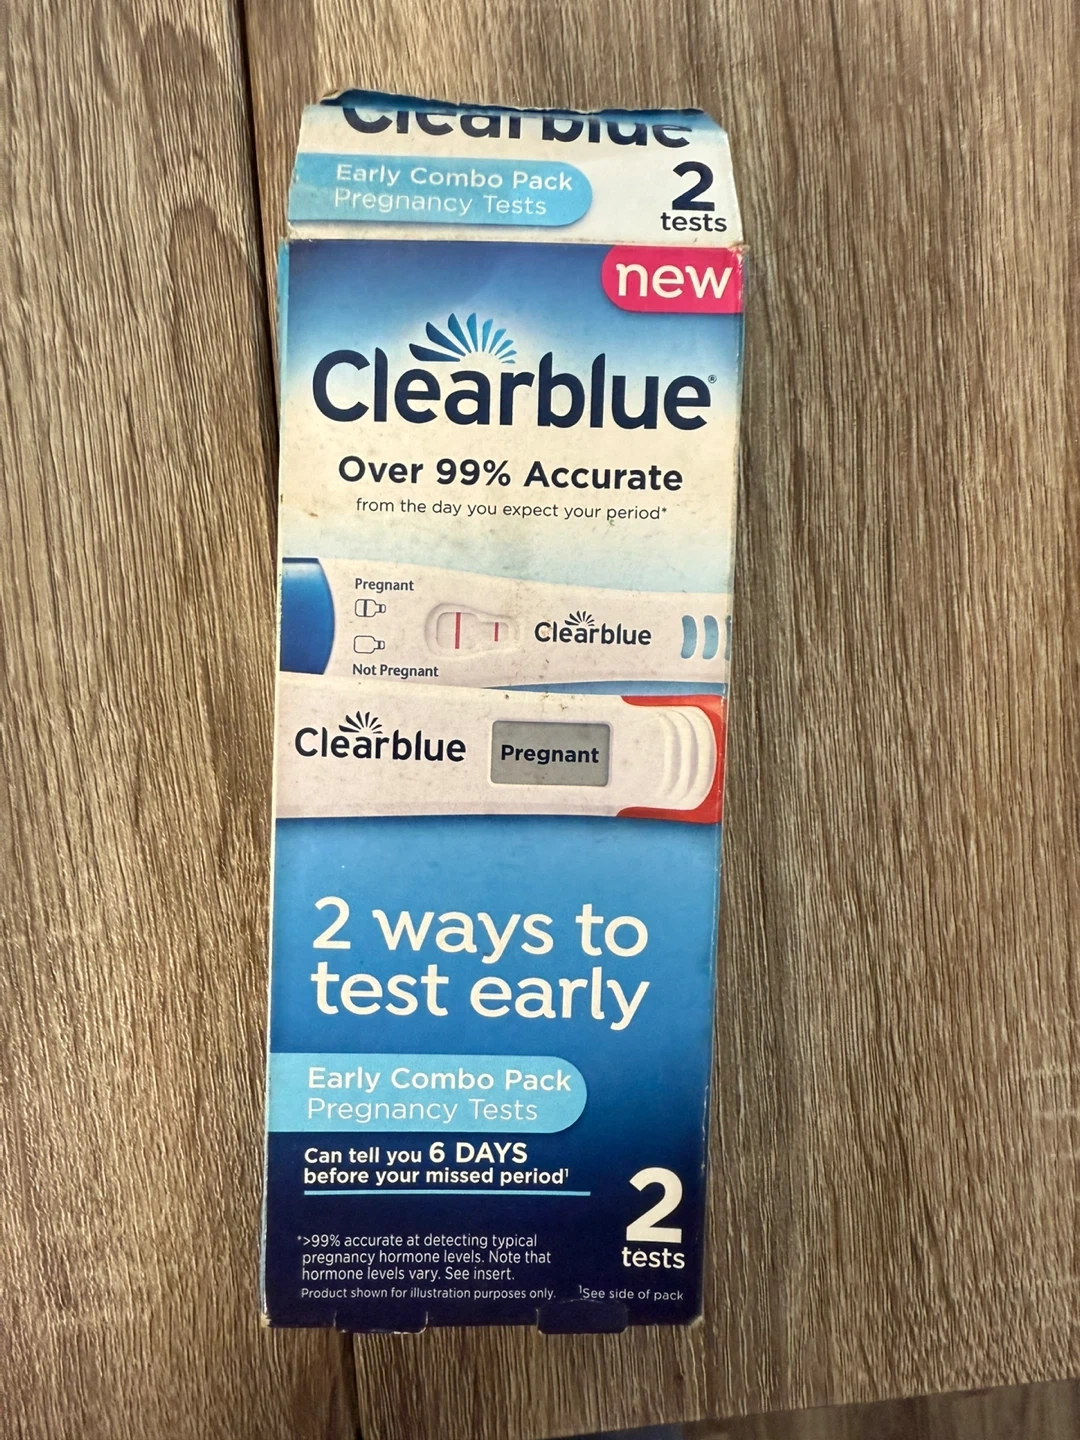 Clearblue
Early Combo Pack
Pregnancy Tests
2
tests
new
Clearblue®
Over 99% Accurate
from the day you expect your period*
Pregnant
Clearblue
Not Pregnant
Clearblue
Pregnant
2 ways to
test early
Early Combo Pack
Pregnancy Tests
Can tell you 6 DAYS
before your missed period¹
2
tests
*>99% accurate at detecting typical
pregnancy hormone levels. Note that
hormone levels vary. See insert.
Product shown for illustration purposes only.
¹See side of pack